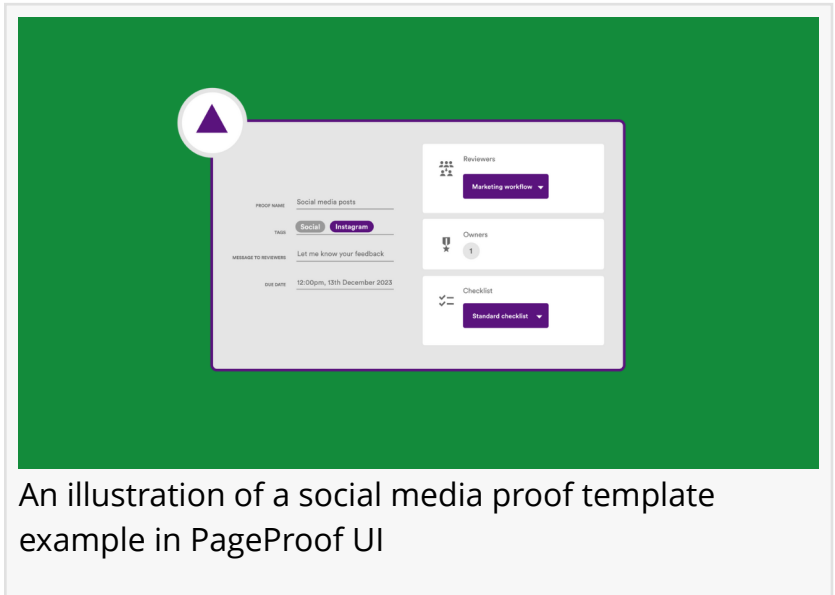 PROOF NAME Social media posts
TAGS Social Instagram
MESSAGE TO REVIEWERS Let me know your feedback
DUE DATE 12:00pm, 13th December 2023
Reviewers
Marketing workflow
Owners
1
Checklist
Standard checklist
An illustration of a social media proof template
example in PageProof UI